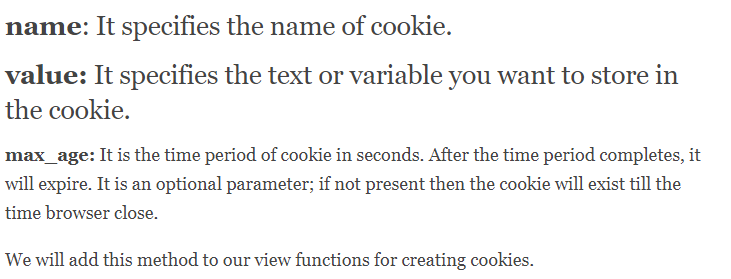 name: It specifies the name of cookie.
value: It specifies the text or variable you want to store in
the cookie.
max_age: It is the time period of cookie in seconds. After the time period completes, it
will expire. It is an optional parameter; if not present then the cookie will exist till the
time browser close.
We will add this method to our view functions for creating cookies.